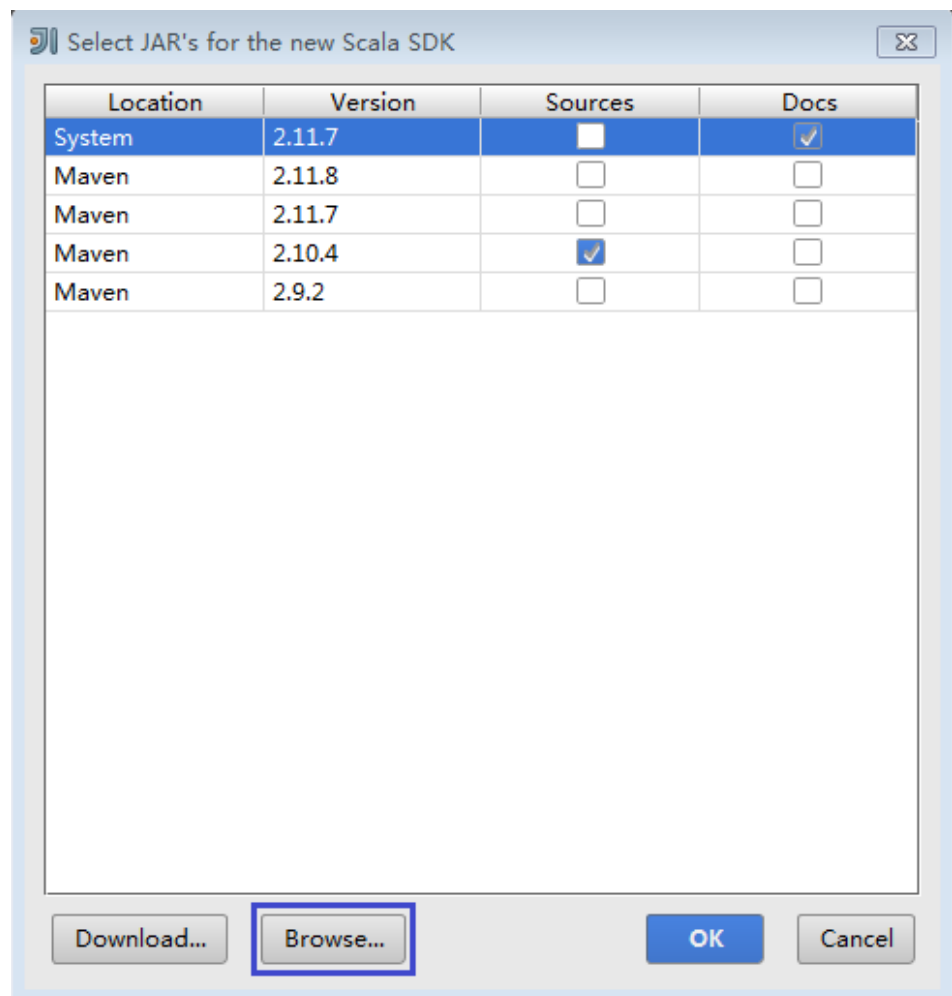 Select JAR's for the new Scala SDK
Location Version Sources Docs
System 2.11.7
Maven 2.11.8
Maven 2.11.7
Maven 2.10.4
Maven 2.9.2
Download... Browse... OK Cancel